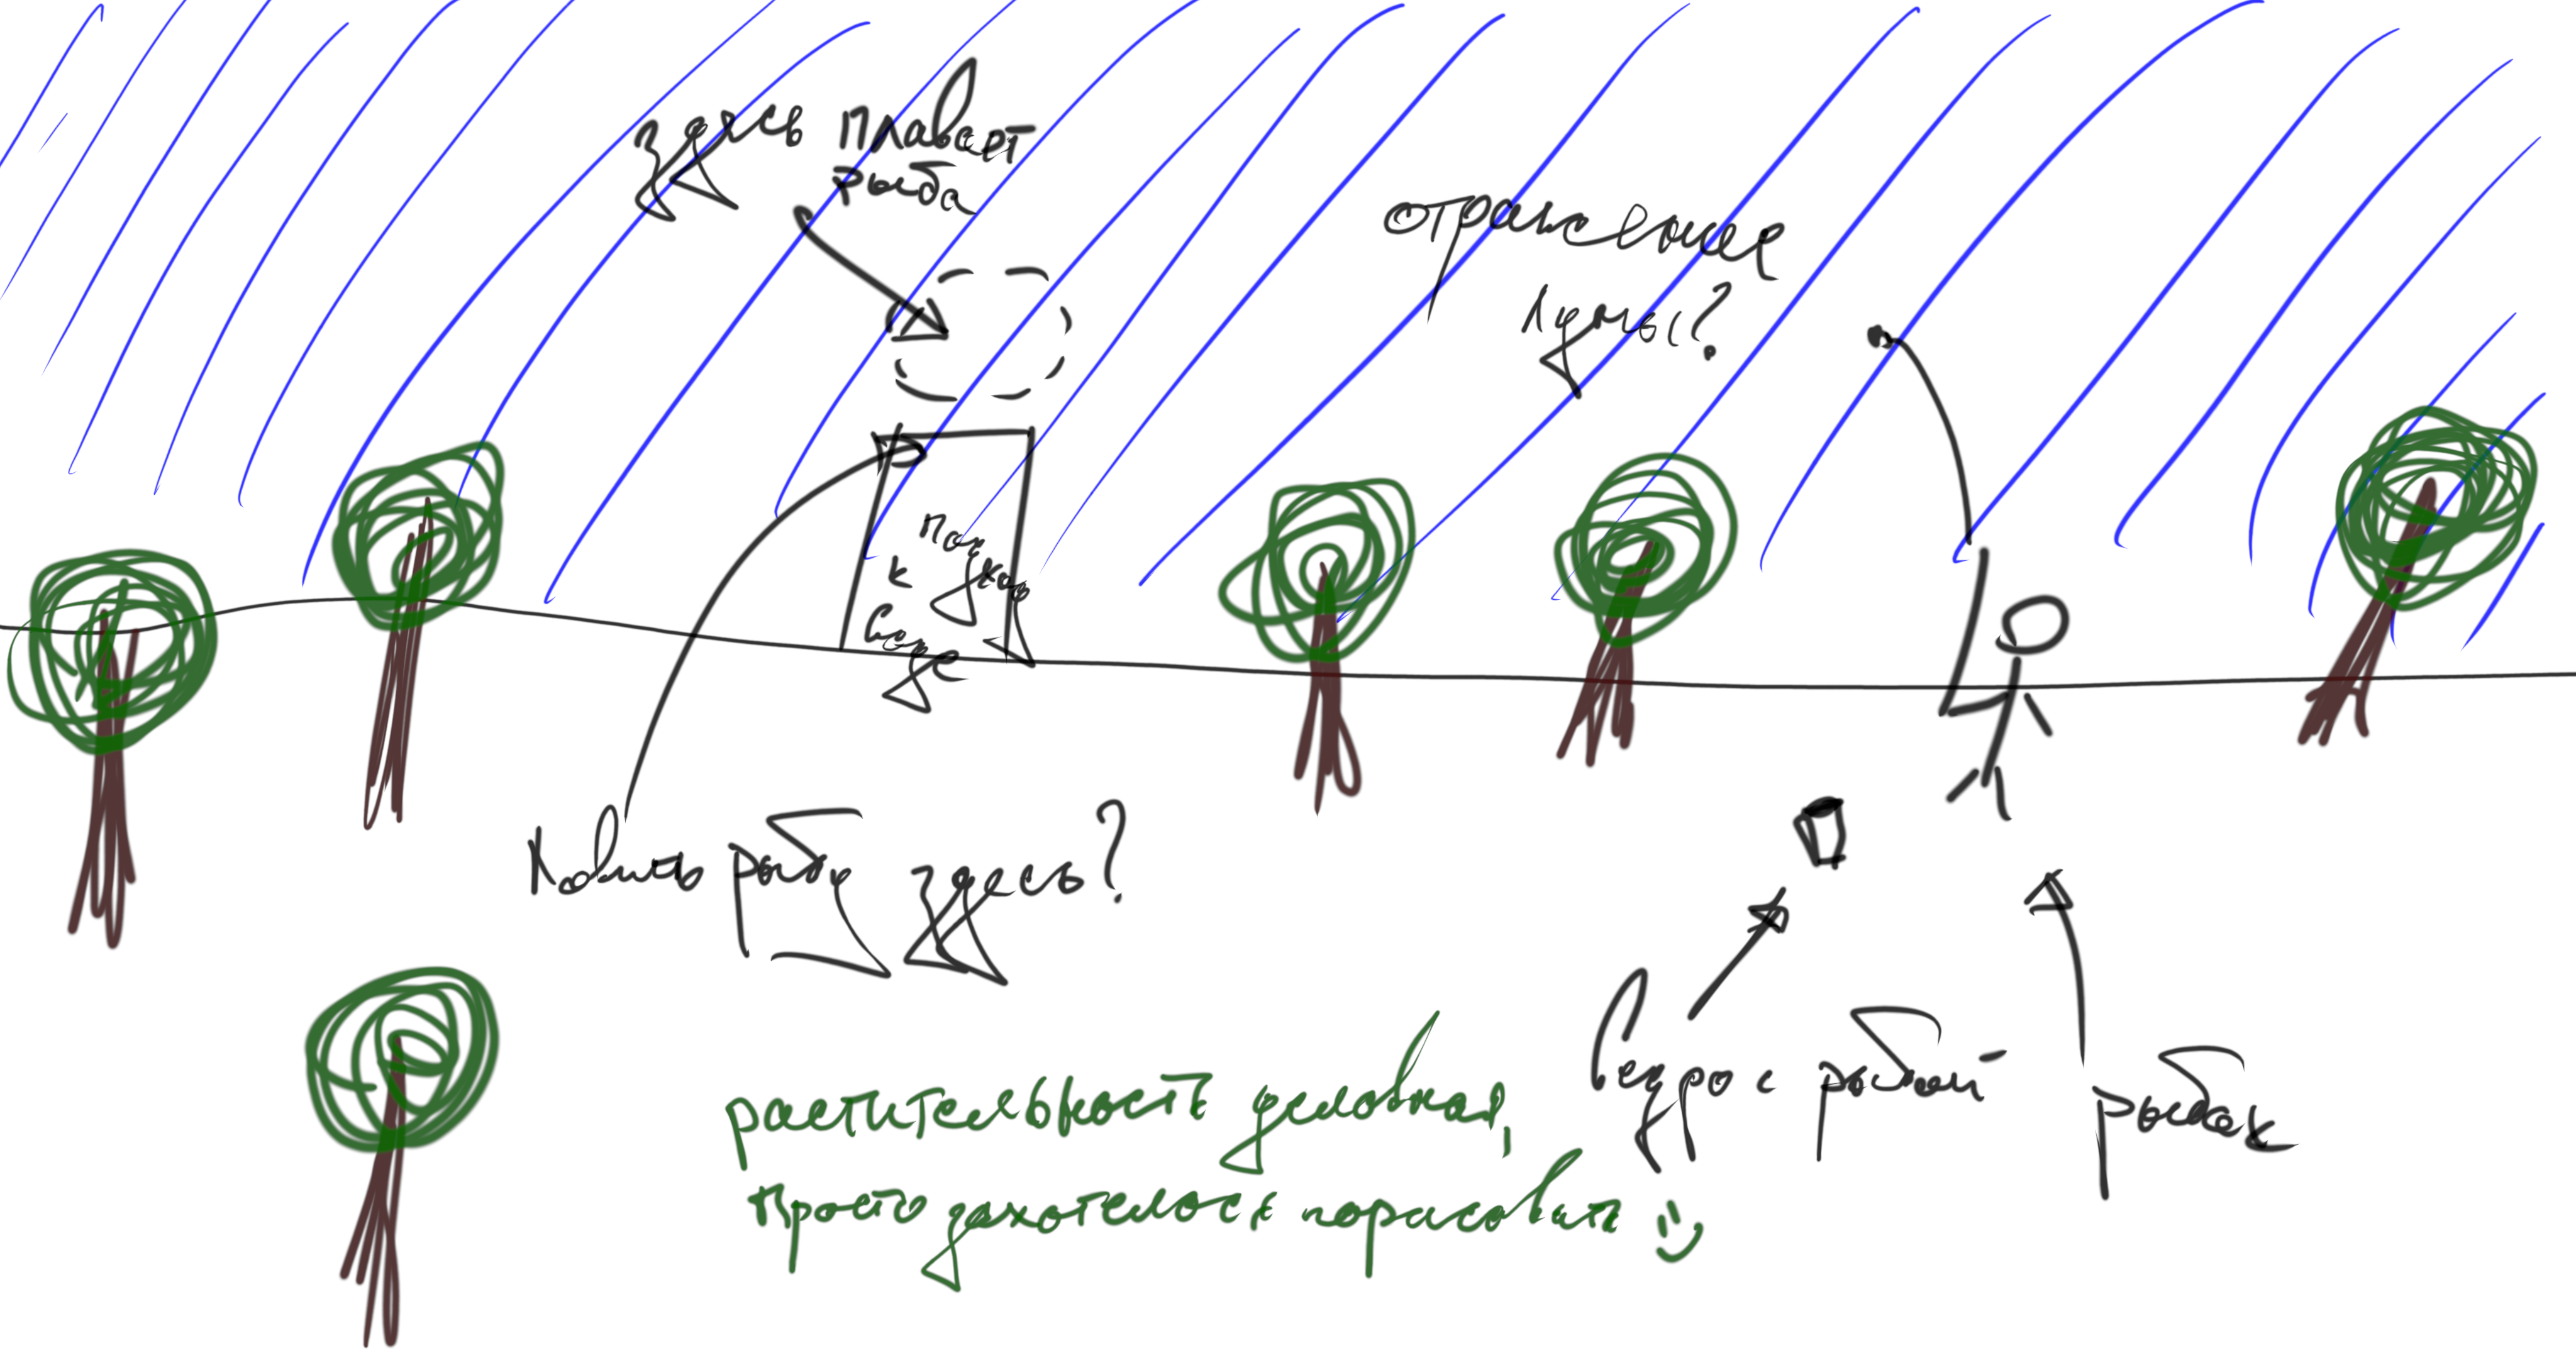 здесь плавает
рыба
отражение
луны?
подход
к
воде
Ловить рыбу здесь?
ведро с рыбой
рыбак
растительность условная,
просто захотелось порисовать :)